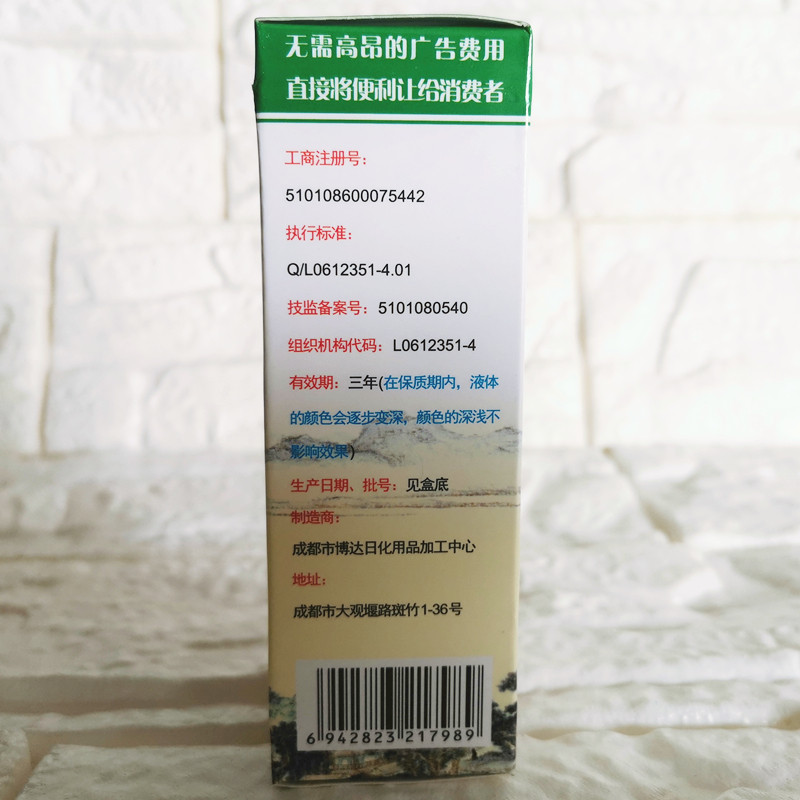 无需高昂的广告费用
直接将便利让给消费者
工商注册号：
510108600075442
执行标准：
Q/L0612351-4.01
技监备案号：5101080540
组织机构代码：L0612351-4
有效期：三年(在保质期内，液体
的颜色会逐步变深，颜色的深浅不
影响效果)
生产日期、批号：见盒底
制造商：
成都市博达日化用品加工中心
地址：
成都市大观堰路斑竹1-36号
6 942823 217989